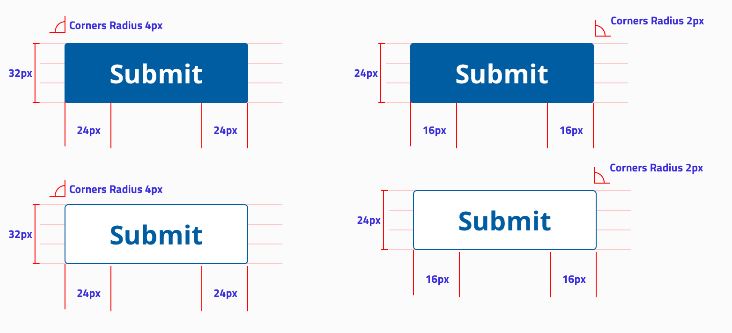 Corners Radius 4px
32px
Submit
24px
24px
Corners Radius 2px
24px
Submit
16px
16px
Corners Radius 4px
32px
Submit
24px
24px
Corners Radius 2px
24px
Submit
16px
16px